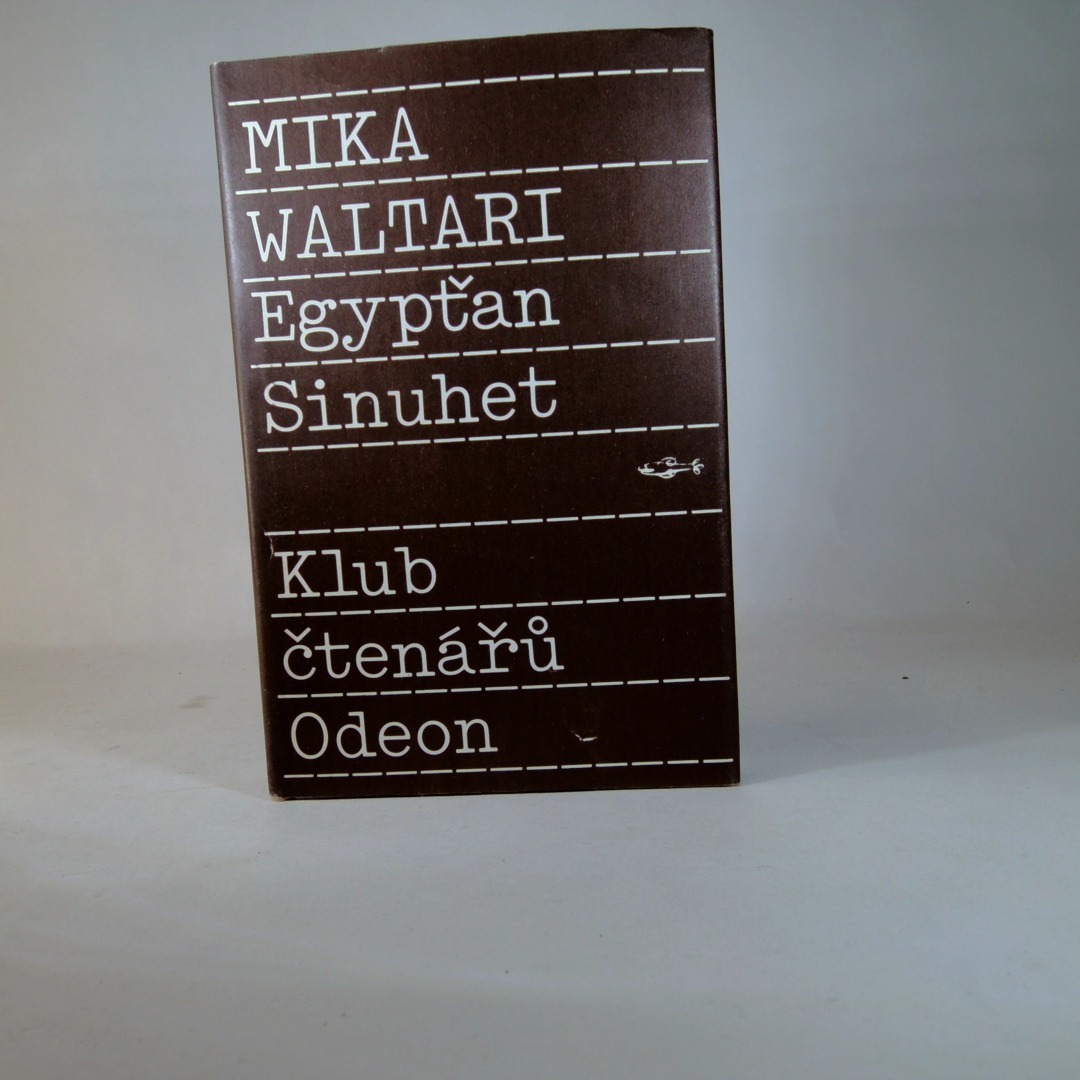 MIKA
WALTARI
Egypťan
Sinuhet
Klub
čtenářů
Odeon